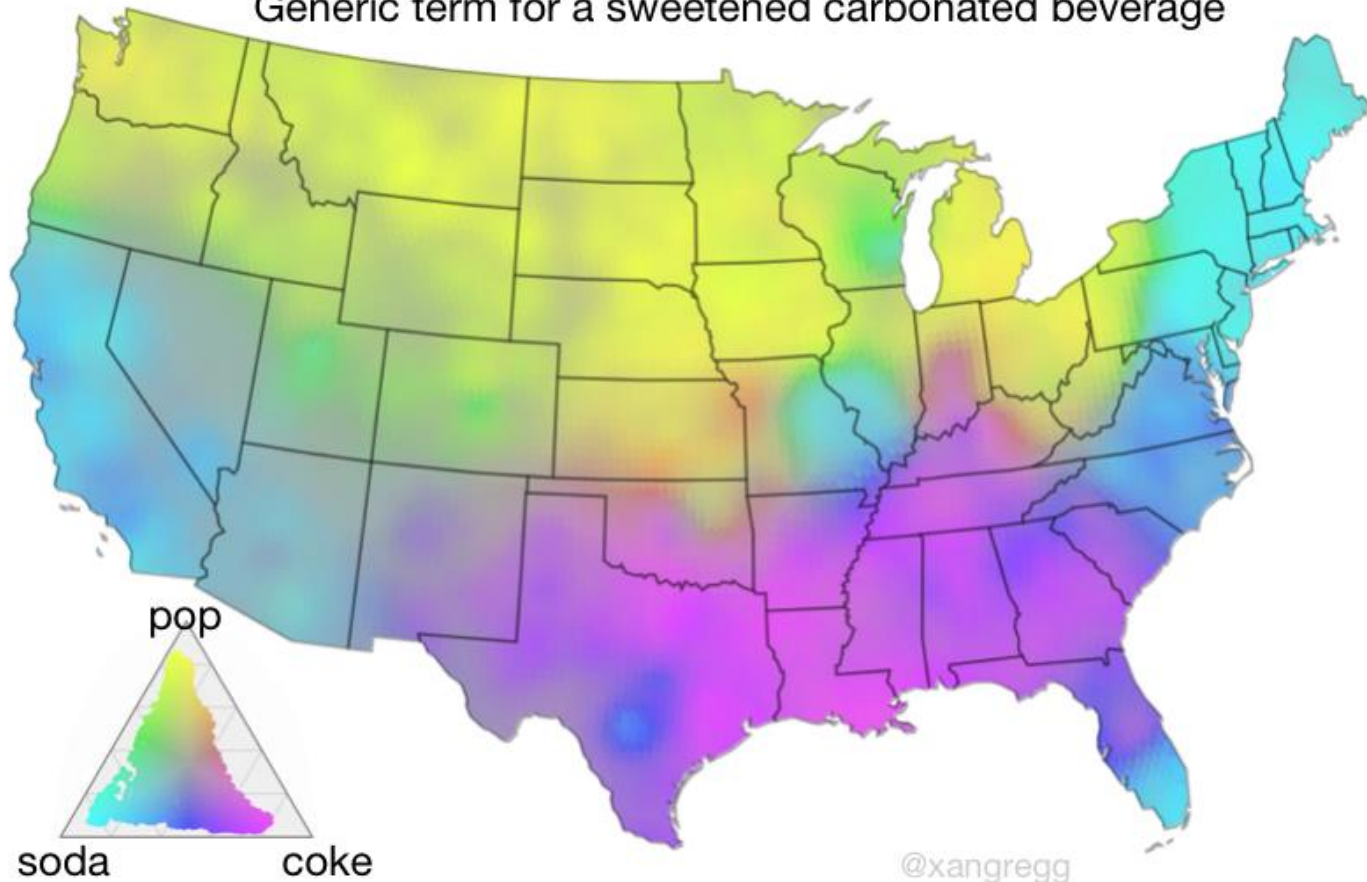 Generic term for a sweetened carbonated beverage
pop
soda
coke
@xangregg